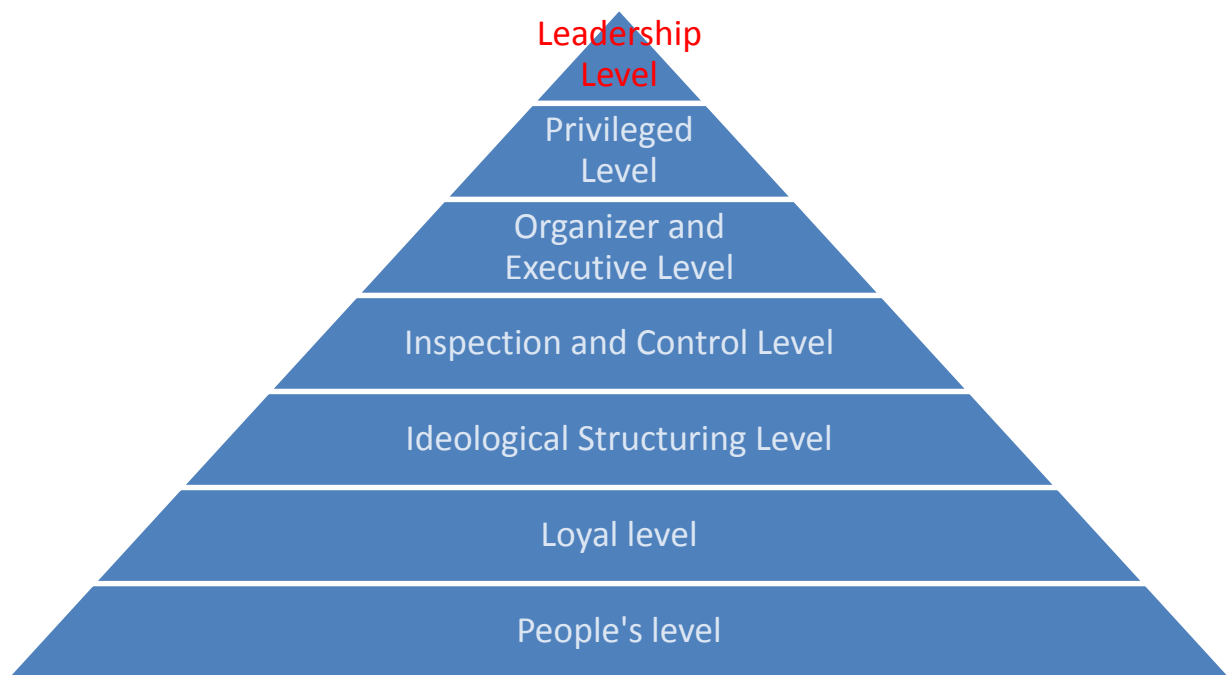 Leadership
Level
Privileged
Level
Organizer and
Executive Level
Inspection and Control Level
Ideological Structuring Level
Loyal level
People's level